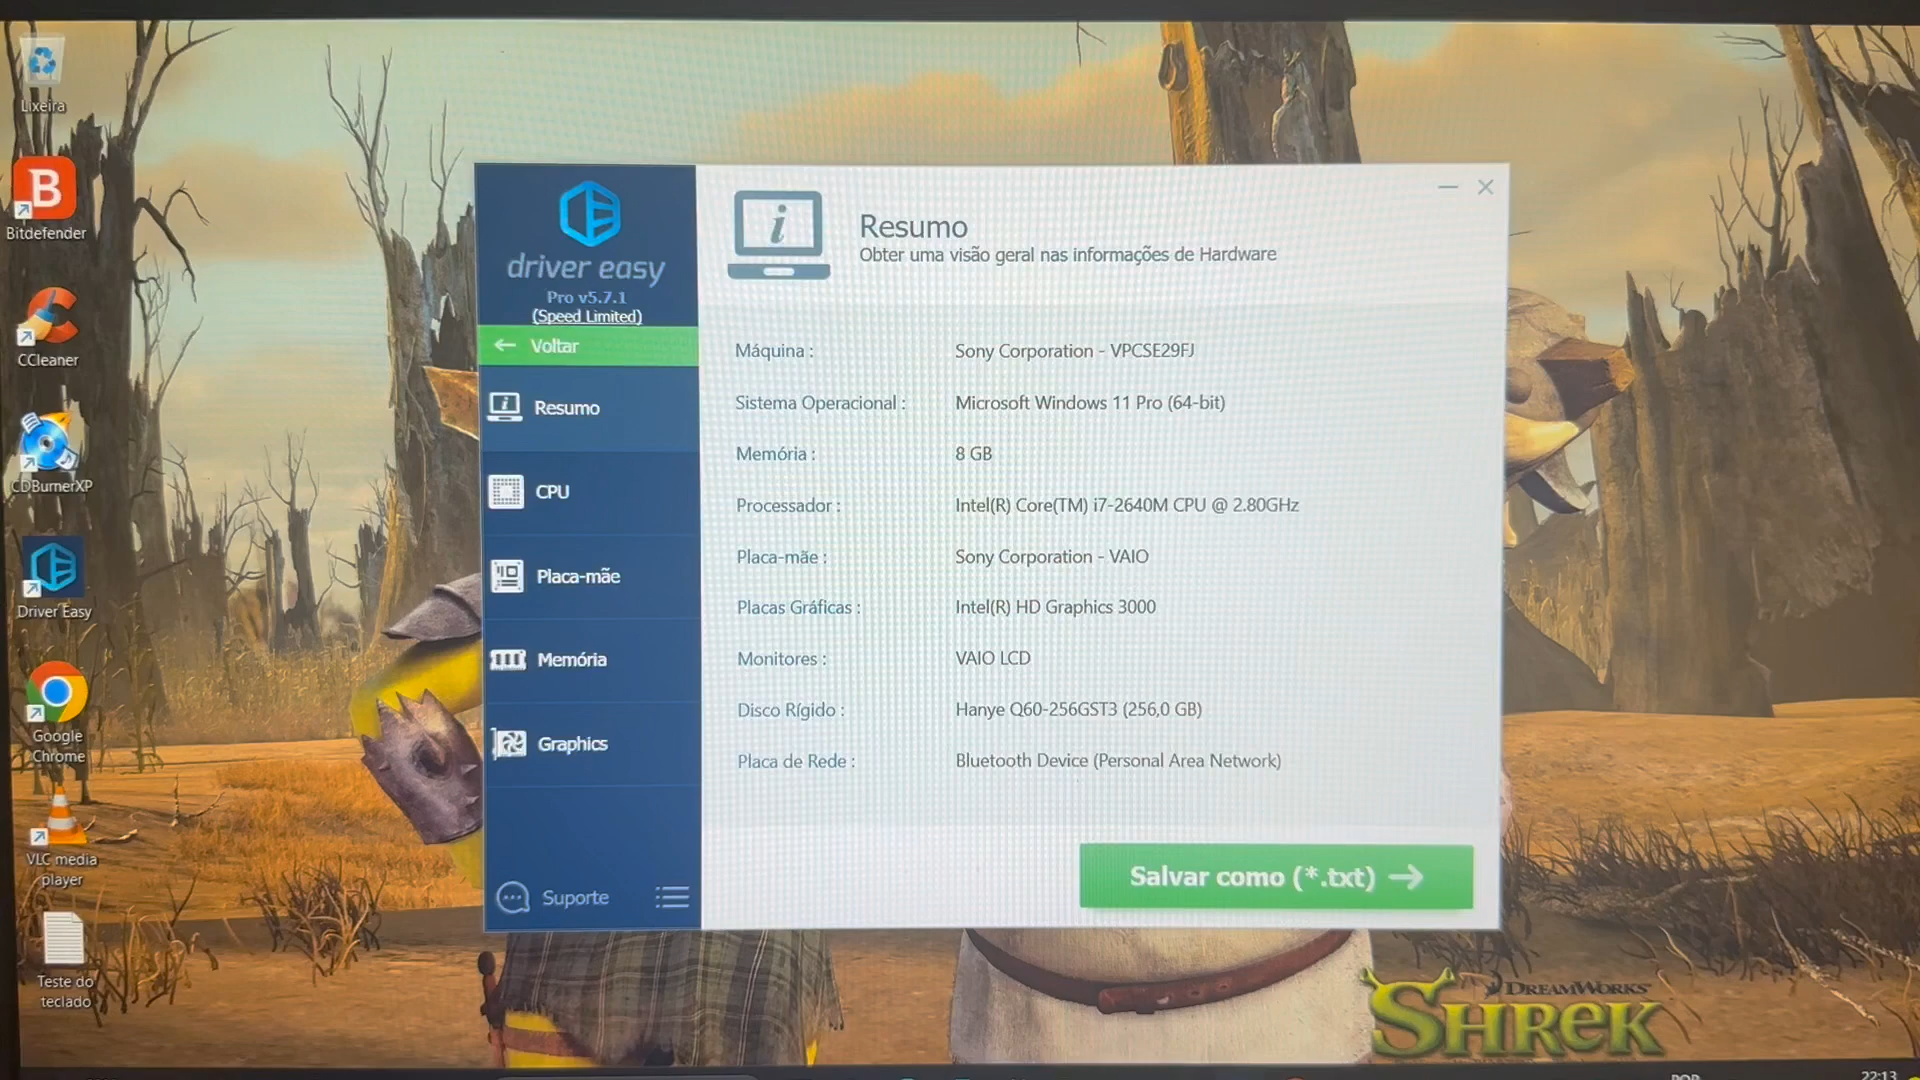 Lixeira
B
Bitdefender
CCleaner
CDBurnerXP
Driver Easy
Google
Chrome
VLC media
player
Teste do
teclado
driver easy
Pro v5.7.1
(Speed Limited)
Voltar
Resumo
CPU
Placa-mãe
Memória
Graphics
Suporte
Resumo
Obter uma visão geral nas informações de Hardware
Máquina : Sony Corporation - VPCSE29FJ
Sistema Operacional : Microsoft Windows 11 Pro (64-bit)
Memória : 8 GB
Processador : Intel(R) Core(TM) i7-2640M CPU @ 2.80GHz
Placa-mãe : Sony Corporation - VAIO
Placas Gráficas : Intel(R) HD Graphics 3000
Monitores : VAIO LCD
Disco Rígido : Hanye Q60-256GST3 (256,0 GB)
Placa de Rede : Bluetooth Device (Personal Area Network)
Salvar como (*.txt)
DREAMWORKS
SHREK
POR
22:13